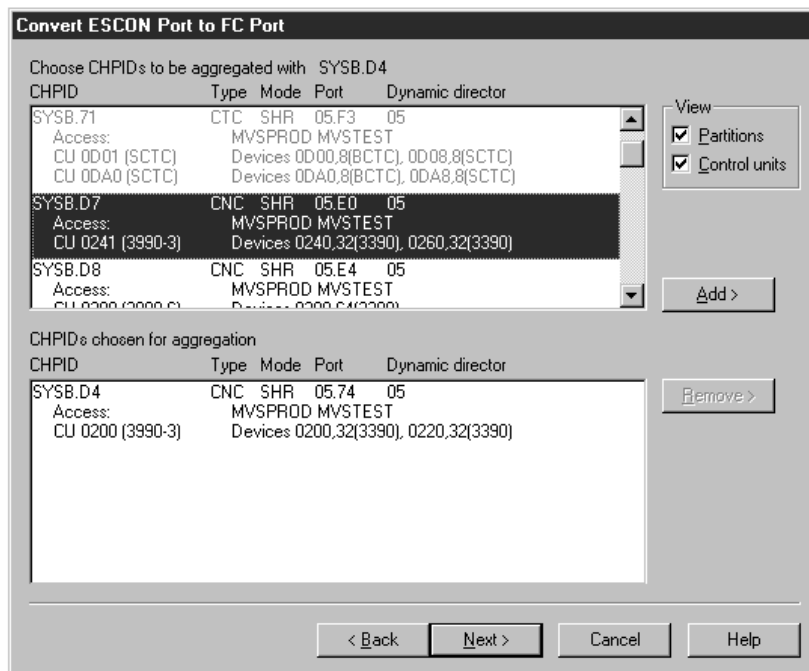 Convert ESCON Port to FC Port
Choose CHPIDs to be aggregated with SYSB.D4
CHPID Type Mode Port Dynamic director
SYSB.71 CTC SHR 05.F3 05
Access: MVSPROD MVSTEST
CU 0D01 (SCTC) Devices 0D00,8(BCTC), 0D08,8(SCTC)
CU 0DA0 (SCTC) Devices 0DA0,8(BCTC), 0DA8,8(SCTC)
SYSB.D7 CNC SHR 05.E0 05
Access: MVSPROD MVSTEST
CU 0241 (3990-3) Devices 0240,32(3390), 0260,32(3390)
SYSB.D8 CNC SHR 05.E4 05
Access: MVSPROD MVSTEST
View
Partitions
Control units
Add >
CHPIDs chosen for aggregation
CHPID Type Mode Port Dynamic director
SYSB.D4 CNC SHR 05.74 05
Access: MVSPROD MVSTEST
CU 0200 (3990-3) Devices 0200,32(3390), 0220,32(3390)
Remove >
< Back Next > Cancel Help